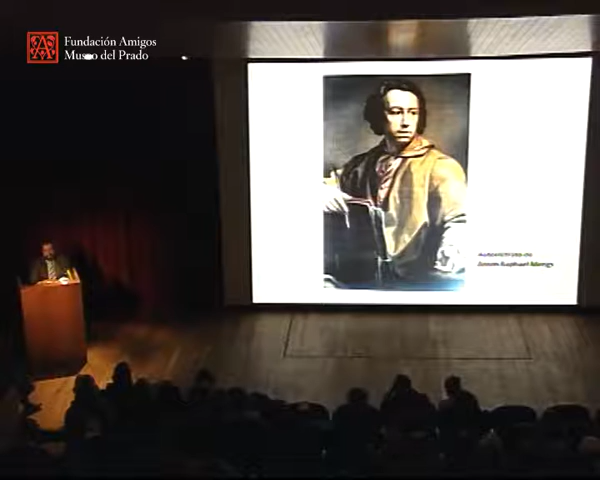 Fundación Amigos
Museo del Prado
Autorretrato de
Anton Raphael Mengs